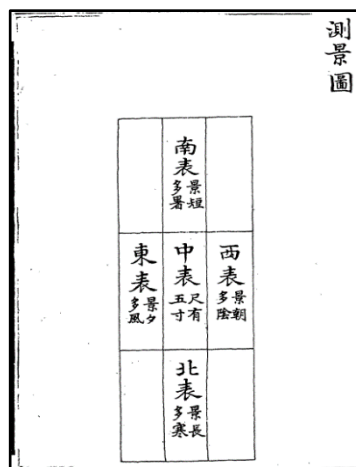 測景圖
西表
景朝
多陰
南表
景短
多暑
中表
尺有
五寸
北表
景長
多寒
東表
景夕
多風